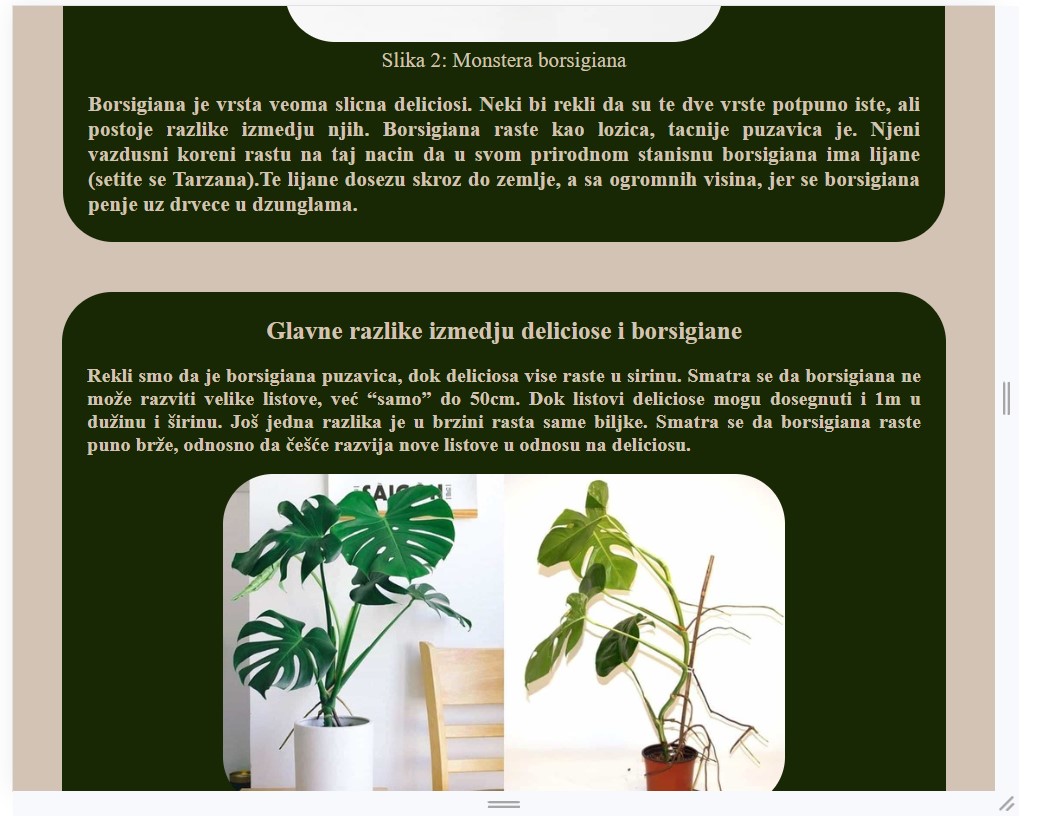 Slika 2: Monstera borsigiana
Borsigiana je vrsta veoma slicna deliciosi. Neki bi rekli da su te dve vrste potpuno iste, ali
postoje razlike izmedju njih. Borsigiana raste kao lozica, tacnije puzavica je. Njeni
vazdusni koreni rastu na taj nacin da u svom prirodnom stanisnu borsigiana ima lijane
(setite se Tarzana).Te lijane dosezu skroz do zemlje, a sa ogromnih visina, jer se borsigiana
penje uz drvece u dzunglama.
Glavne razlike izmedju deliciose i borsigiane
Rekli smo da je borsigiana puzavica, dok deliciosa vise raste u sirinu. Smatra se da borsigiana ne
može razviti velike listove, već “samo” do 50cm. Dok listovi deliciose mogu dosegnuti i 1m u
dužinu i širinu. Još jedna razlika je u brzini rasta same biljke. Smatra se da borsigiana raste
puno brže, odnosno da češće razvija nove listove u odnosu na deliciosu.